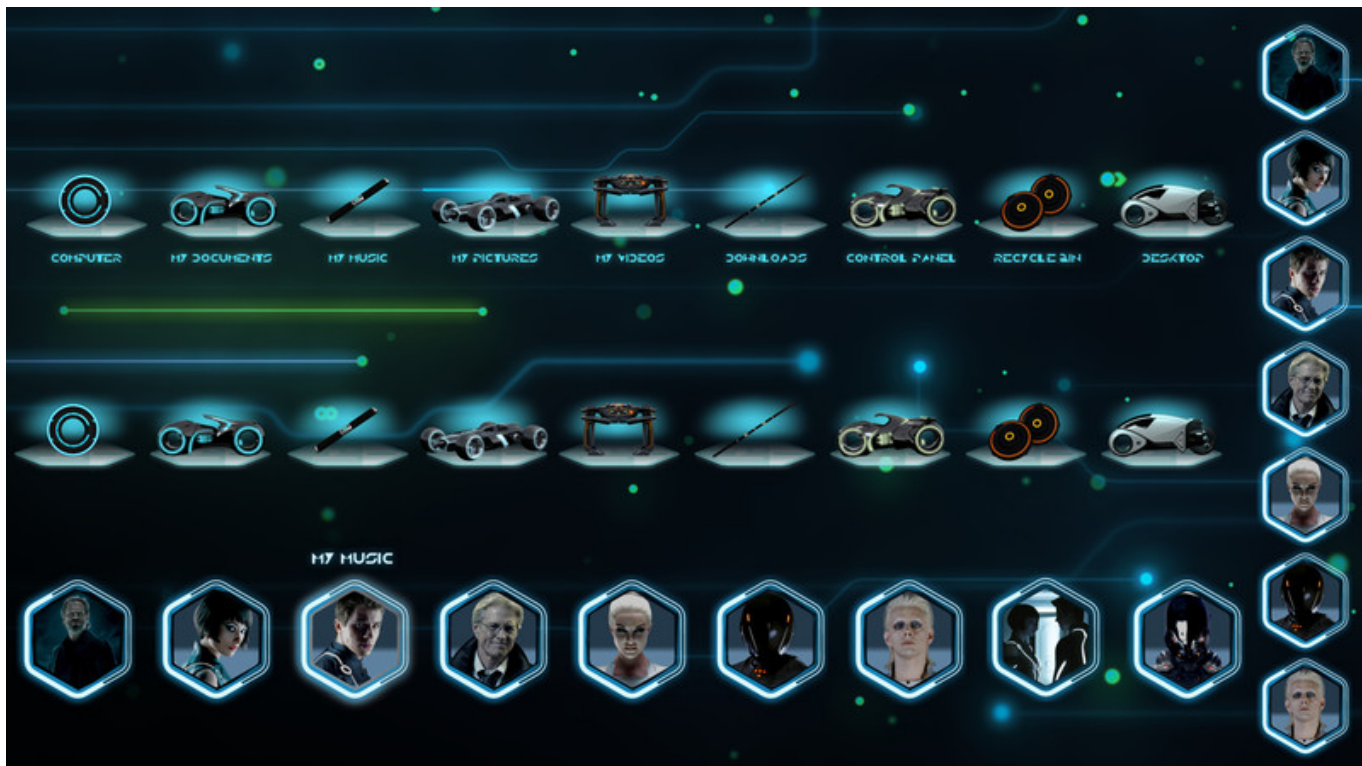 COMPUTER
MY DOCUMENTS
MY MUSIC
MY PICTURES
MY VIDEOS
DOWNLOADS
CONTROL PANEL
RECYCLE BIN
DESKTOP
MY MUSIC